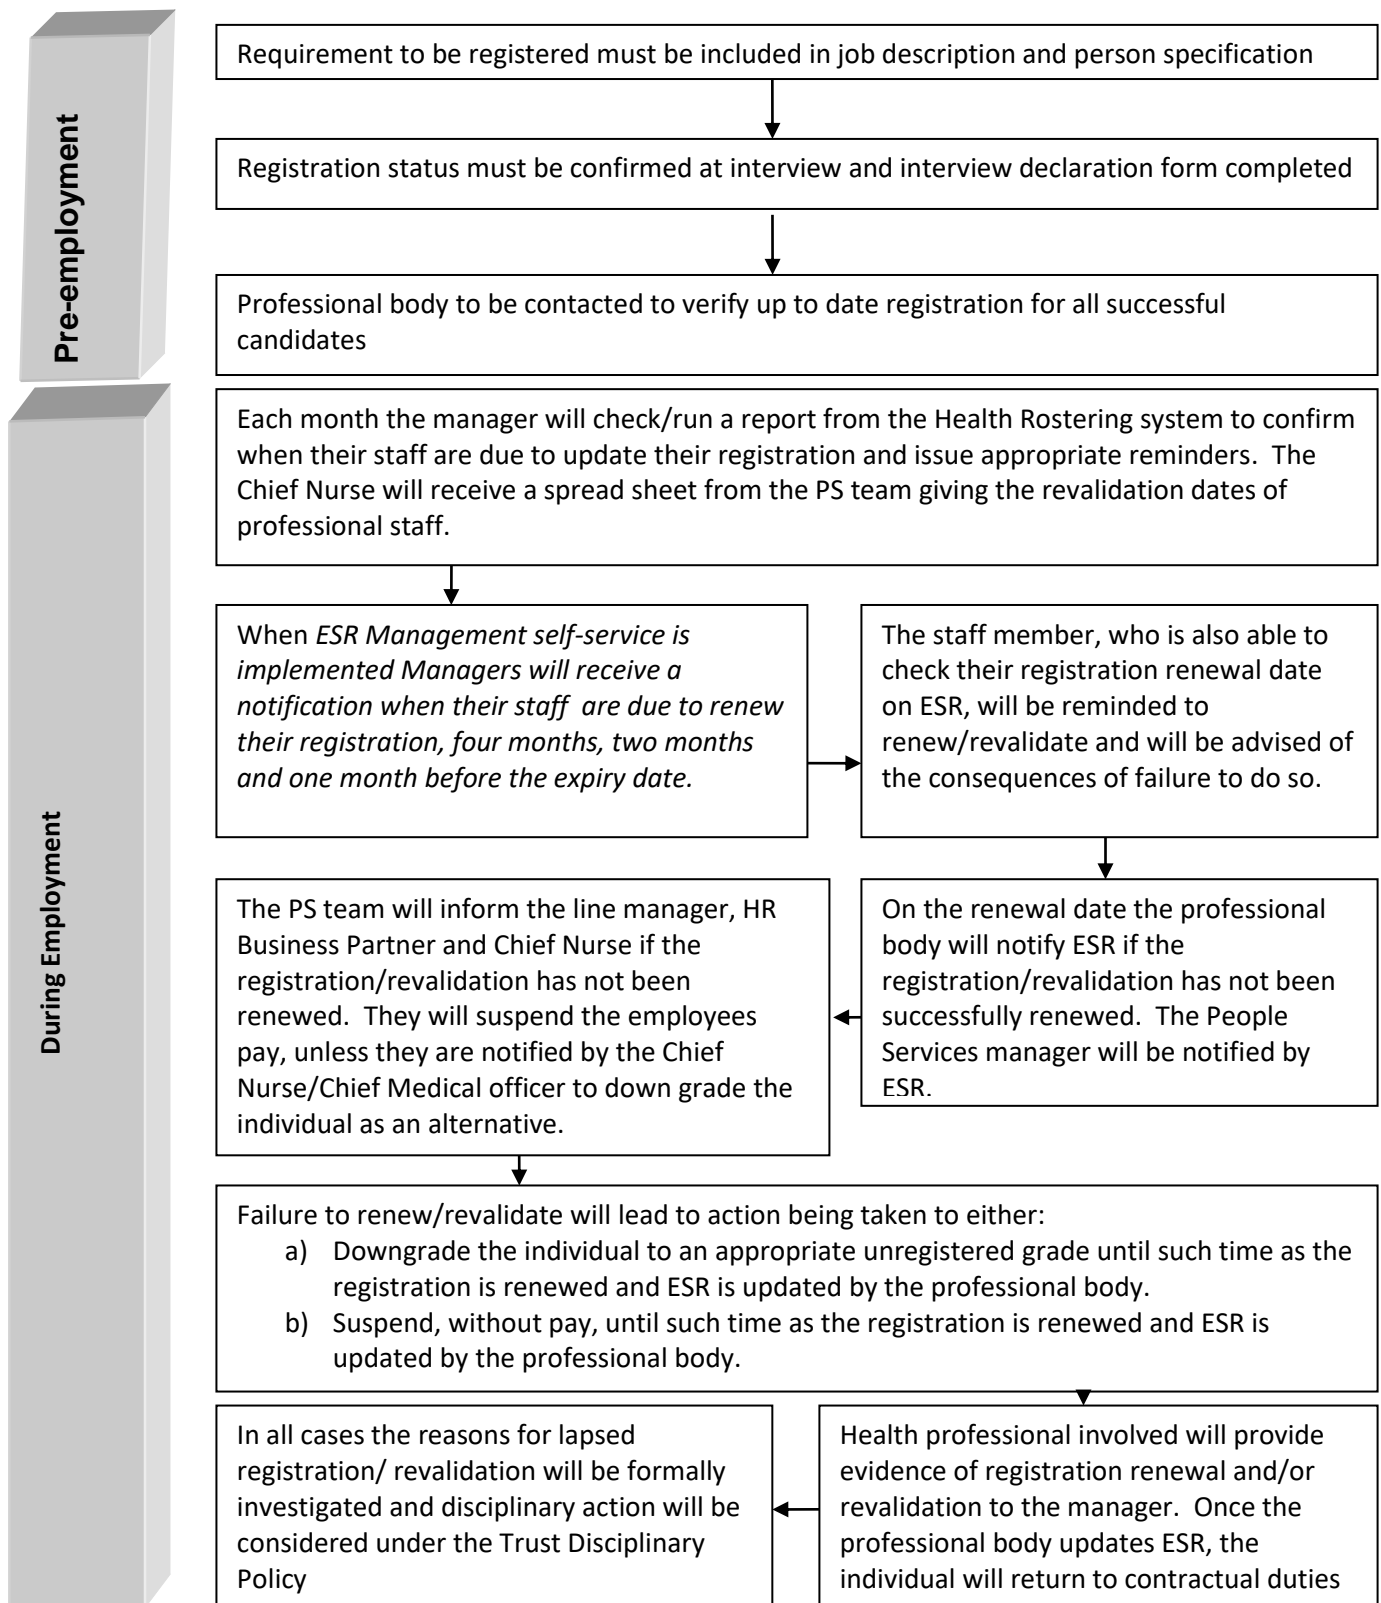 Pre-employment
Requirement to be registered must be included in job description and person specification
Registration status must be confirmed at interview and interview declaration form completed
Professional body to be contacted to verify up to date registration for all successful
candidates
During Employment
Each month the manager will check/run a report from the Health Rostering system to confirm
when their staff are due to update their registration and issue appropriate reminders.  The
Chief Nurse will receive a spread sheet from the PS team giving the revalidation dates of
professional staff.
When ESR Management self-service is
implemented Managers will receive a
notification when their staff  are due to renew
their registration, four months, two months
and one month before the expiry date.
The staff member, who is also able to
check their registration renewal date
on ESR, will be reminded to
renew/revalidate and will be advised of
the consequences of failure to do so.
On the renewal date the professional
body will notify ESR if the
registration/revalidation has not been
successfully renewed.  The People
Services manager will be notified by
ESR.
The PS team will inform the line manager, HR
Business Partner and Chief Nurse if the
registration/revalidation has not been
renewed.  They will suspend the employees
pay, unless they are notified by the Chief
Nurse/Chief Medical officer to down grade the
individual as an alternative.
Failure to renew/revalidate will lead to action being taken to either:
a) Downgrade the individual to an appropriate unregistered grade until such time as the
registration is renewed and ESR is updated by the professional body.
b) Suspend, without pay, until such time as the registration is renewed and ESR is
updated by the professional body.
Health professional involved will provide
evidence of registration renewal and/or
revalidation to the manager.  Once the
professional body updates ESR, the
individual will return to contractual duties
In all cases the reasons for lapsed
registration/ revalidation will be formally
investigated and disciplinary action will be
considered under the Trust Disciplinary
Policy